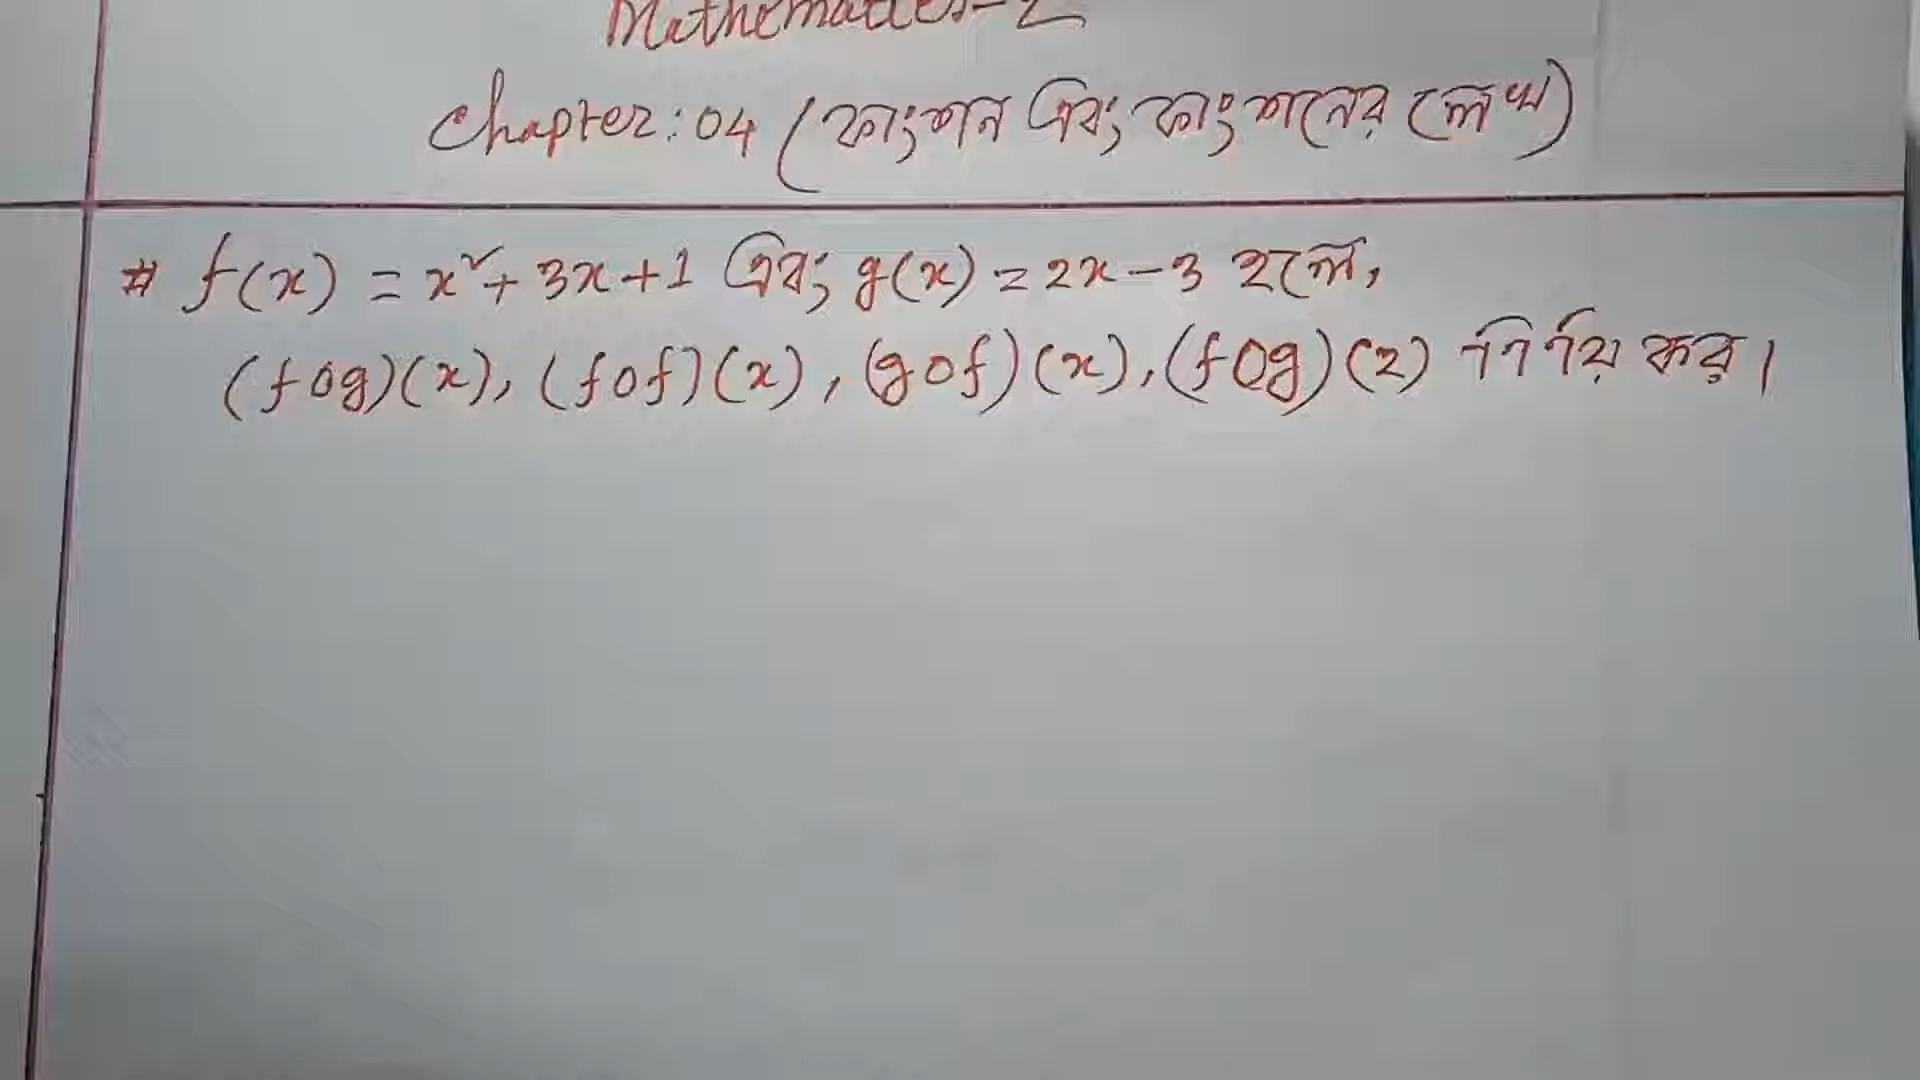 Mathematics-2
Chapter: 04 (ফাংশন এবং ফাংশনের লেখ)
# f(x) = x² + 3x + 1 এবং g(x) = 2x - 3 হলে,
(fog)(x), (fof)(x), (gof)(x), (fog)(2) নির্ণয় কর।